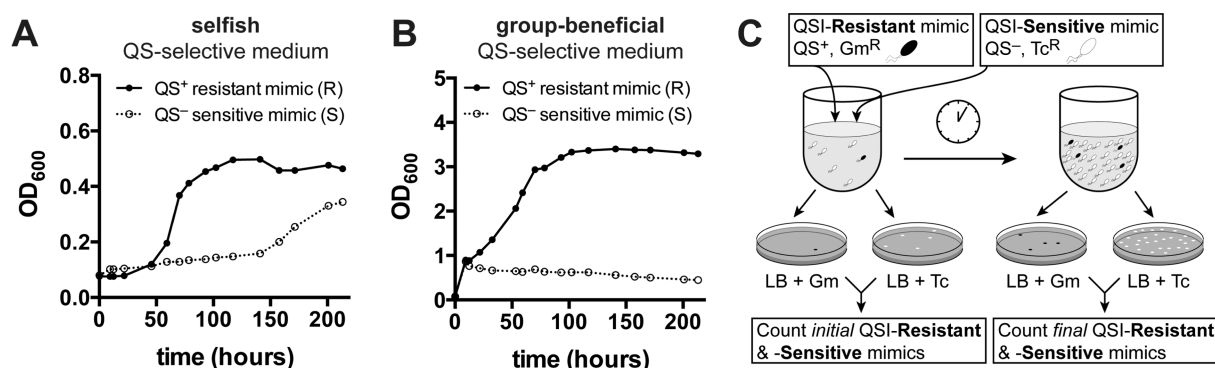 A
selfish
QS-selective medium
QS⁺ resistant mimic (R)
QS⁻ sensitive mimic (S)
OD₆₀₀
0.8
0.6
0.4
0.2
0.0
0 50 100 150 200
time (hours)
B
group-beneficial
QS-selective medium
QS⁺ resistant mimic (R)
QS⁻ sensitive mimic (S)
OD₆₀₀
5
4
3
2
1
0
0 50 100 150 200
time (hours)
C
QSI-Resistant mimic
QS⁺, Gmᴿ
QSI-Sensitive mimic
QS⁻, Tcᴿ
LB + Gm LB + Tc
LB + Gm LB + Tc
Count initial QSI-Resistant
& -Sensitive mimics
Count final QSI-Resistant
& -Sensitive mimics